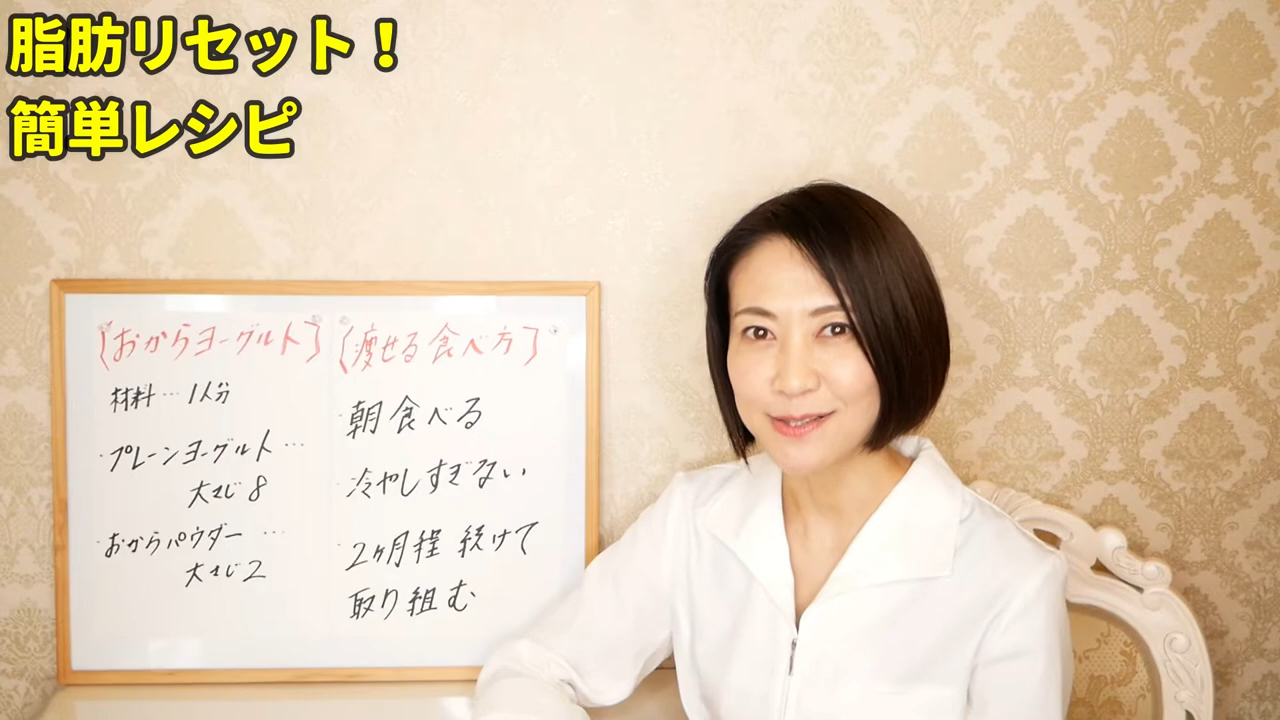 脂肪リセット！
簡単レシピ
〔おからヨーグルト〕
材料…1人分
・プレーンヨーグルト…
大さじ8
・おからパウダー…
大さじ2
〔痩せる食べ方〕
・朝食べる
・冷やしすぎない
・2ヶ月程続けて
取り組む